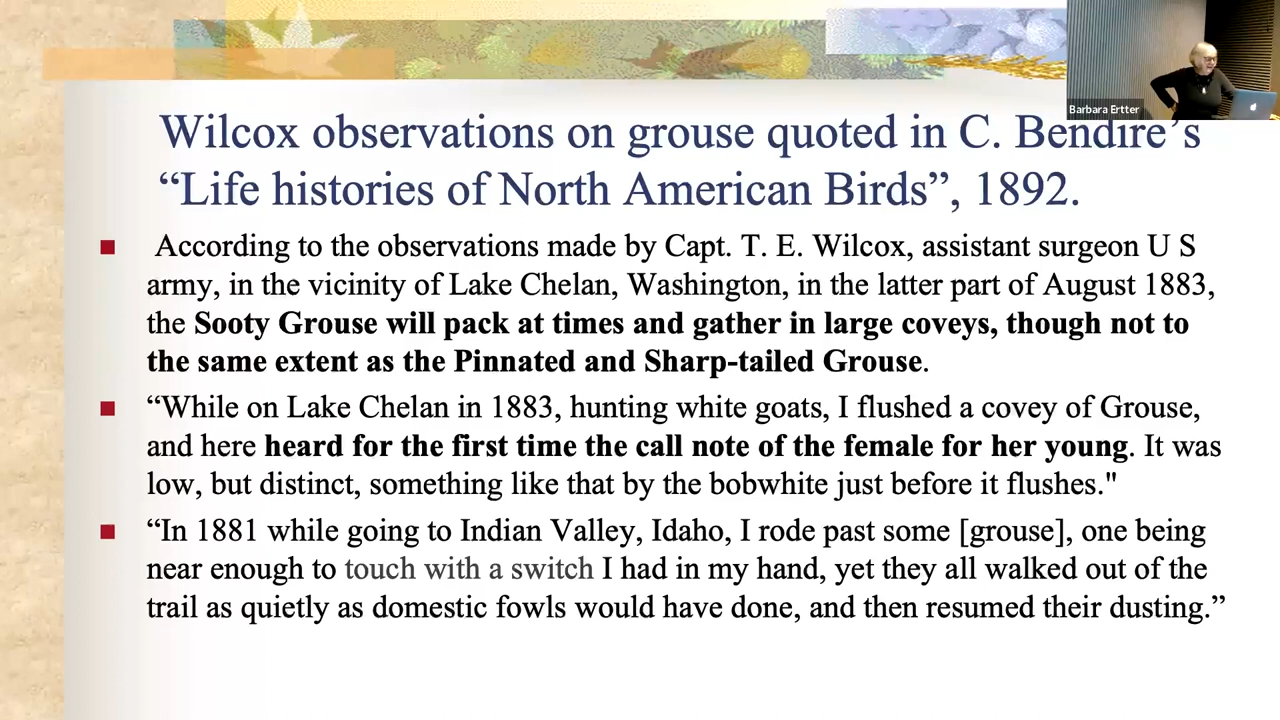 Barbara Ertter
Wilcox observations on grouse quoted in C. Bendire’s
“Life histories of North American Birds”, 1892.
According to the observations made by Capt. T. E. Wilcox, assistant surgeon U S
army, in the vicinity of Lake Chelan, Washington, in the latter part of August 1883,
the Sooty Grouse will pack at times and gather in large coveys, though not to
the same extent as the Pinnated and Sharp-tailed Grouse.
“While on Lake Chelan in 1883, hunting white goats, I flushed a covey of Grouse,
and here heard for the first time the call note of the female for her young. It was
low, but distinct, something like that by the bobwhite just before it flushes."
“In 1881 while going to Indian Valley, Idaho, I rode past some [grouse], one being
near enough to touch with a switch I had in my hand, yet they all walked out of the
trail as quietly as domestic fowls would have done, and then resumed their dusting.”